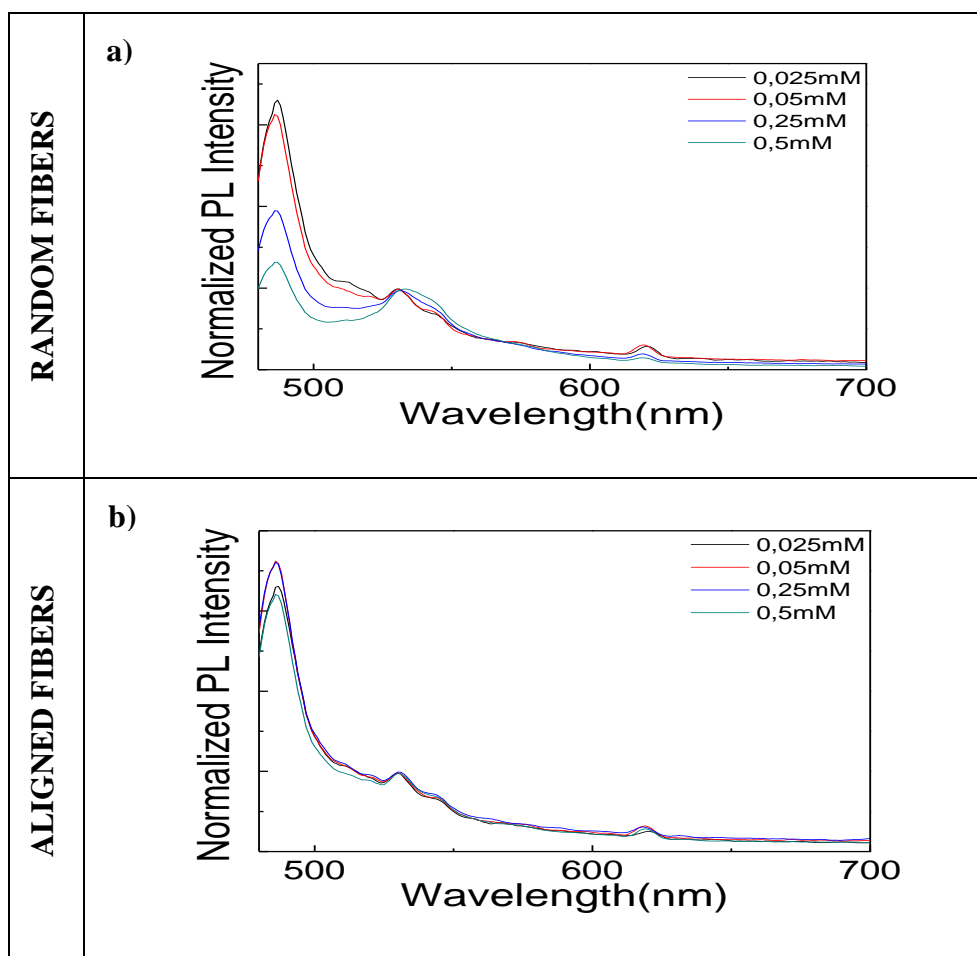 RANDOM FIBERS
a)
Normalized PL Intensity
0,025mM
0,05mM
0,25mM
0,5mM
500 600 700
Wavelength(nm)
ALIGNED FIBERS
b)
Normalized PL Intensity
0,025mM
0,05mM
0,25mM
0,5mM
500 600 700
Wavelength(nm)